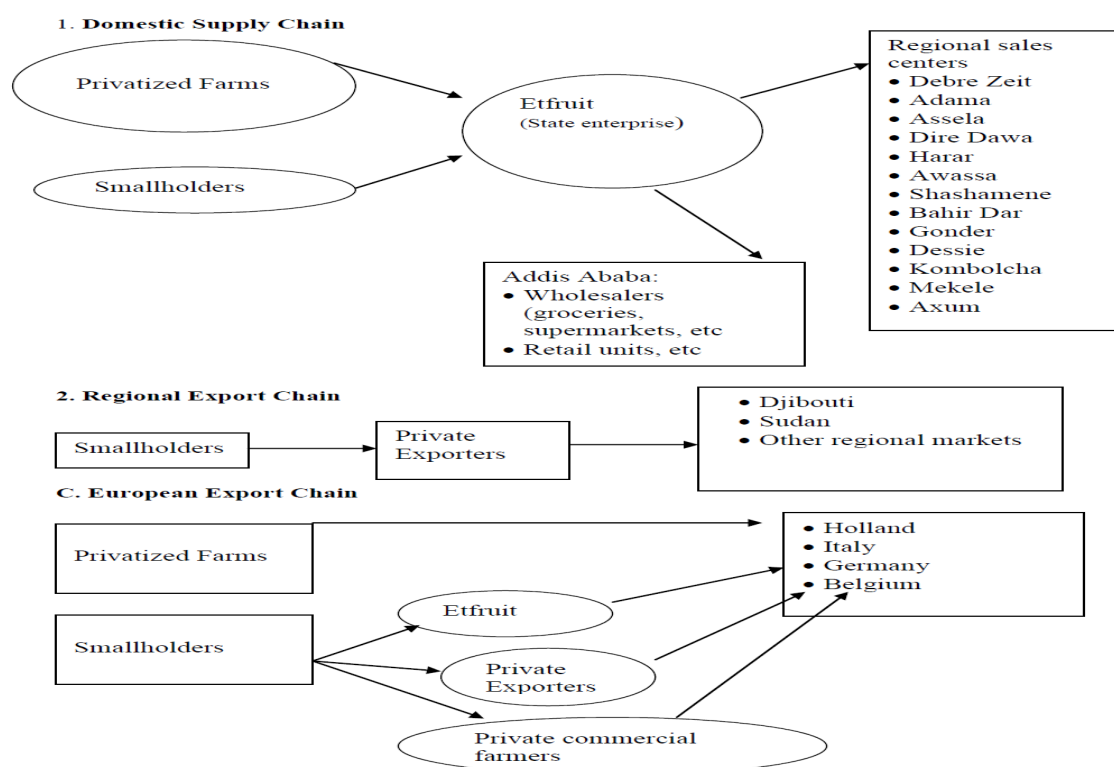 1. Domestic Supply Chain
Privatized Farms
Smallholders
Etfruit
(State enterprise)
Regional sales
centers
• Debre Zeit
• Adama
• Assela
• Dire Dawa
• Harar
• Awassa
• Shashamene
• Bahir Dar
• Gonder
• Dessie
• Kombolcha
• Mekele
• Axum
Addis Ababa:
• Wholesalers
(groceries,
supermarkets, etc
• Retail units, etc
2. Regional Export Chain
Smallholders
Private
Exporters
• Djibouti
• Sudan
• Other regional markets
C. European Export Chain
Privatized Farms
Smallholders
Etfruit
Private
Exporters
Private commercial
farmers
• Holland
• Italy
• Germany
• Belgium